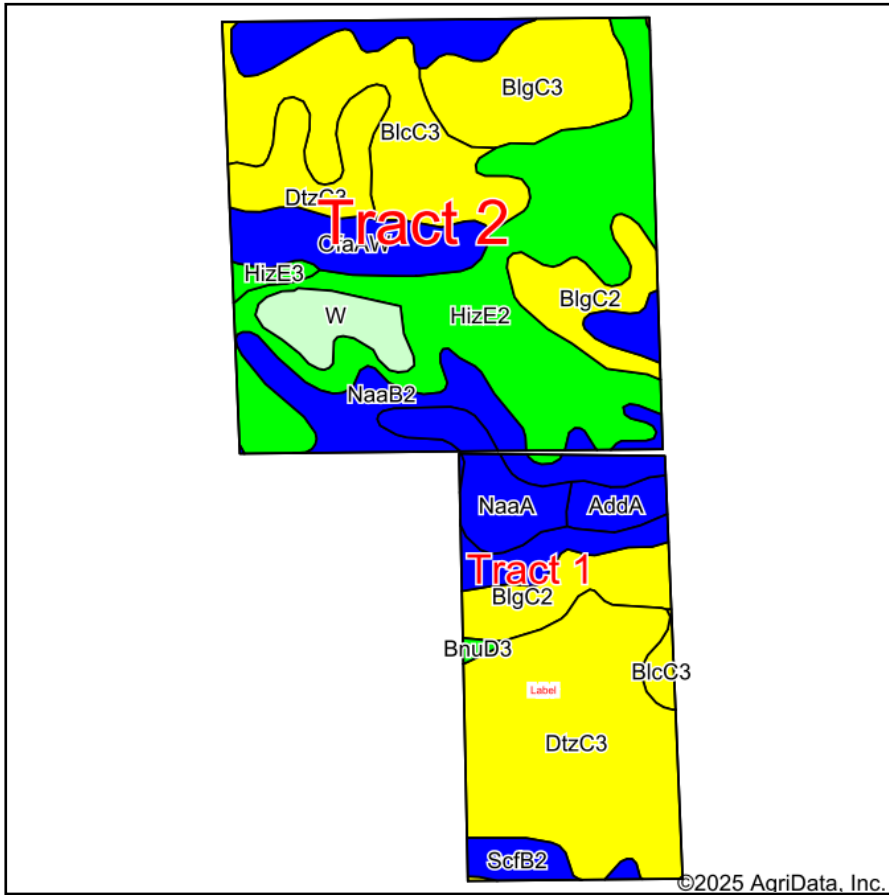 BlgC3
BlcC3
DtzC3
Tract 2
HizE3
BlgC2
W
HizE2
NaaB2
NaaA
AddA
Tract 1
BlgC2
BnuD3
BlcC3
Label
DtzC3
ScfB2
©2025 AgriData, Inc.